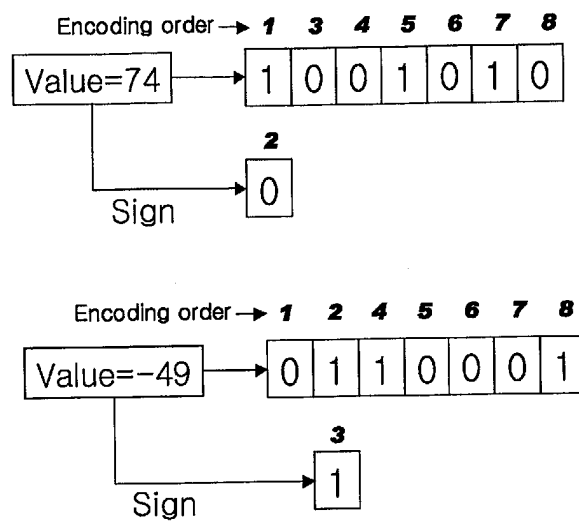 Encoding order → 1 3 4 5 6 7 8
Value=74 1 0 0 1 0 1 0
2
0
Sign
Encoding order → 1 2 4 5 6 7 8
Value=-49 0 1 1 0 0 0 1
3
1
Sign